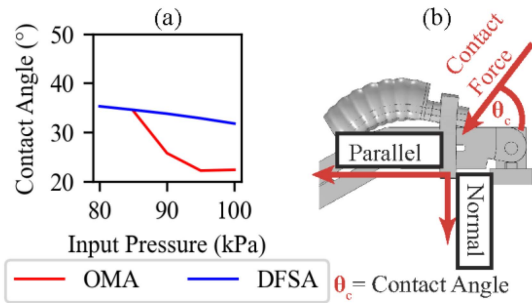 (a)
50
40
30
20
Contact Angle (°)
80
90
100
Input Pressure (kPa)
OMA
DFSA
(b)
Contact
Force
θc
Parallel
Normal
θc = Contact Angle